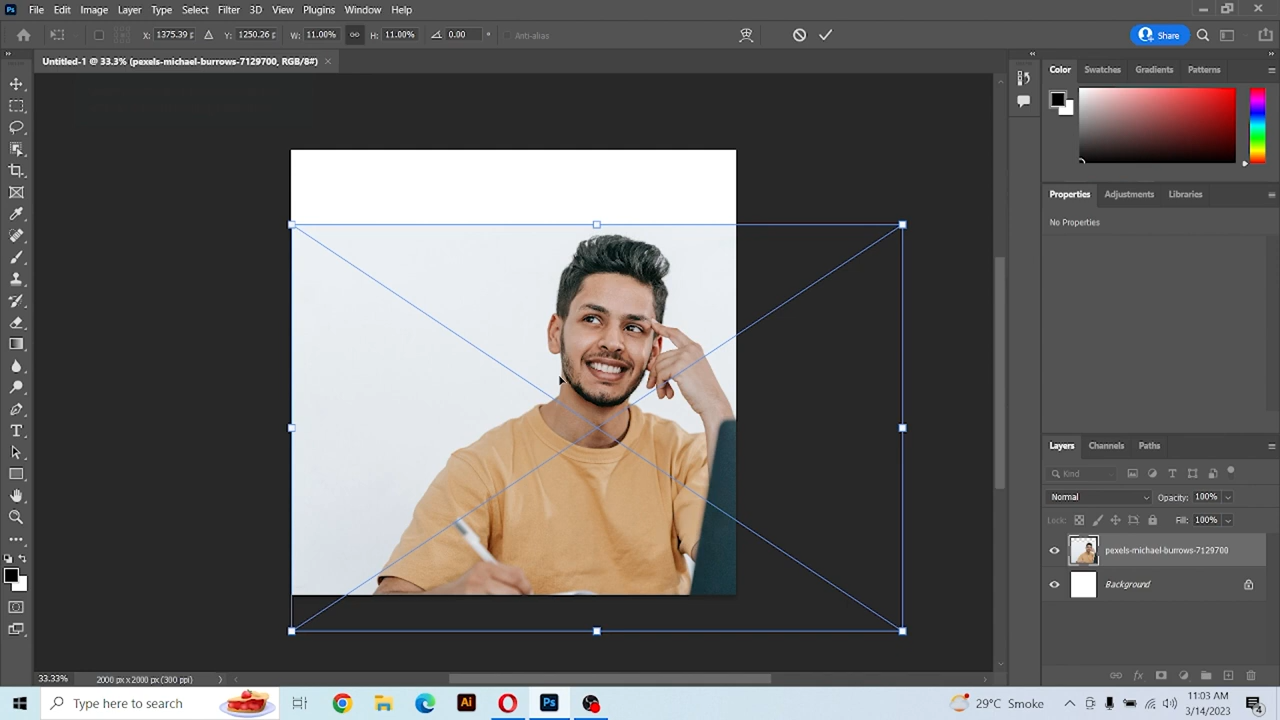 Ps File Edit Image Layer Type Select Filter 3D View Plugins Window Help
X: 1375.39 p Y: 1250.26 p W: 11.00% H: 11.00% 0.00 ° Anti-alias Share
Untitled-1 @ 33.3% (pexels-michael-burrows-7129700, RGB/8#) ×
Color Swatches Gradients Patterns
Properties Adjustments Libraries
No Properties
Layers Channels Paths
Kind
Normal Opacity: 100%
Lock: Fill: 100%
pexels-michael-burrows-7129700
Background
33.33% 2000 px x 2000 px (300 ppi)
Type here to search Ai Ps 29°C Smoke 11:03 AM
3/14/2023 4